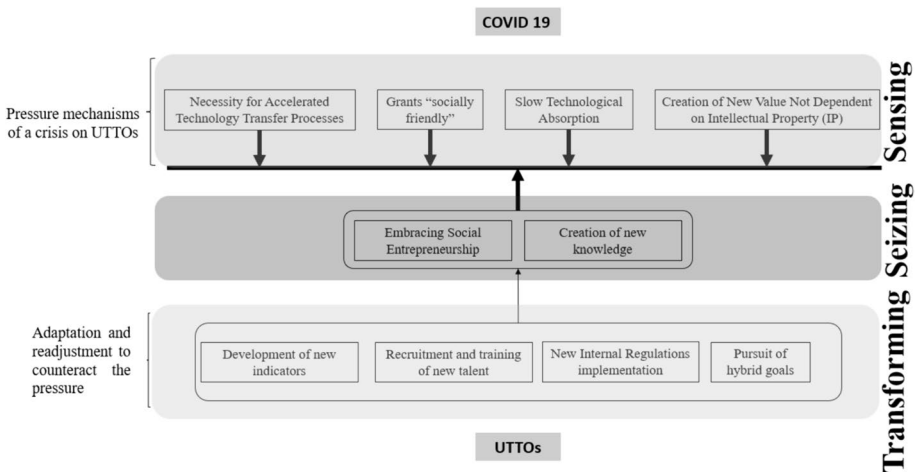 COVID 19
Sensing
Pressure mechanisms
of a crisis on UTTOs
Necessity for Accelerated
Technology Transfer Processes
Grants “socially
friendly”
Slow Technological
Absorption
Creation of New Value Not Dependent
on Intellectual Property (IP)
Seizing
Embracing Social
Entrepreneurship
Creation of new
knowledge
Transforming
Adaptation and
readjustment to
counteract the
pressure
Development of new
indicators
Recruitment and training
of new talent
New Internal Regulations
implementation
Pursuit of
hybrid goals
UTTOs